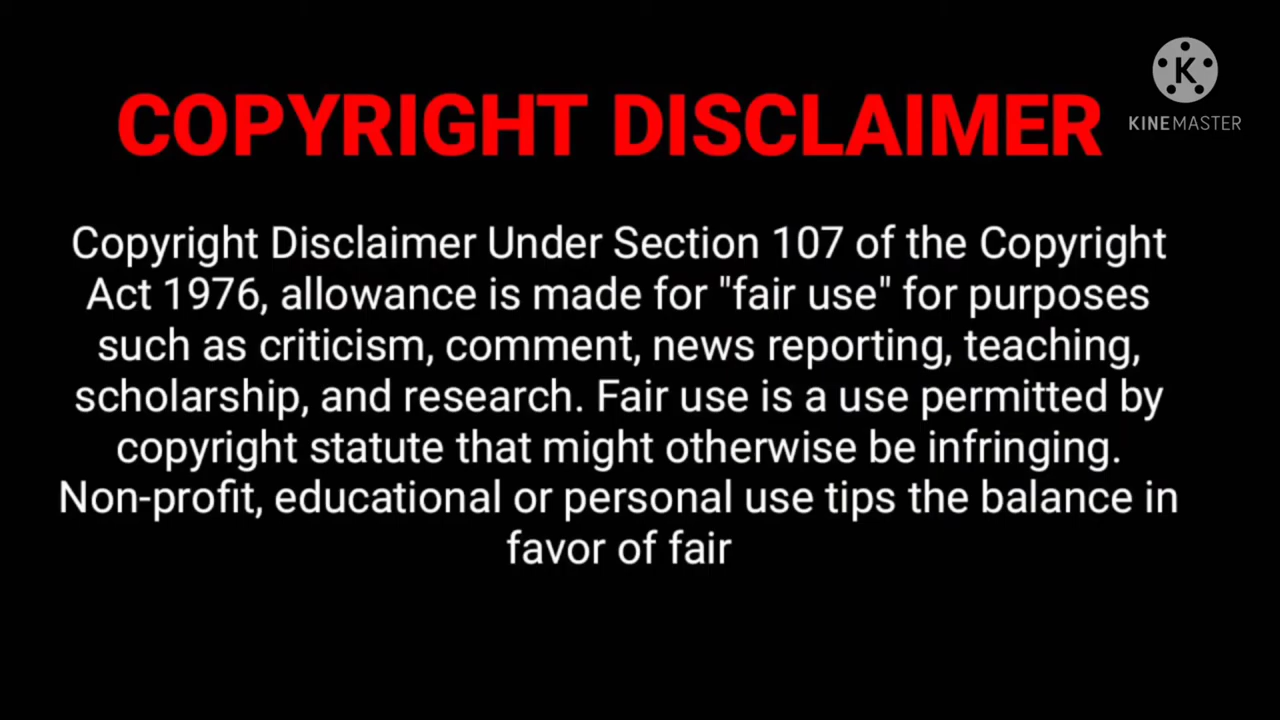 COPYRIGHT DISCLAIMER
K
KINEMASTER
Copyright Disclaimer Under Section 107 of the Copyright
Act 1976, allowance is made for "fair use" for purposes
such as criticism, comment, news reporting, teaching,
scholarship, and research. Fair use is a use permitted by
copyright statute that might otherwise be infringing.
Non-profit, educational or personal use tips the balance in
favor of fair